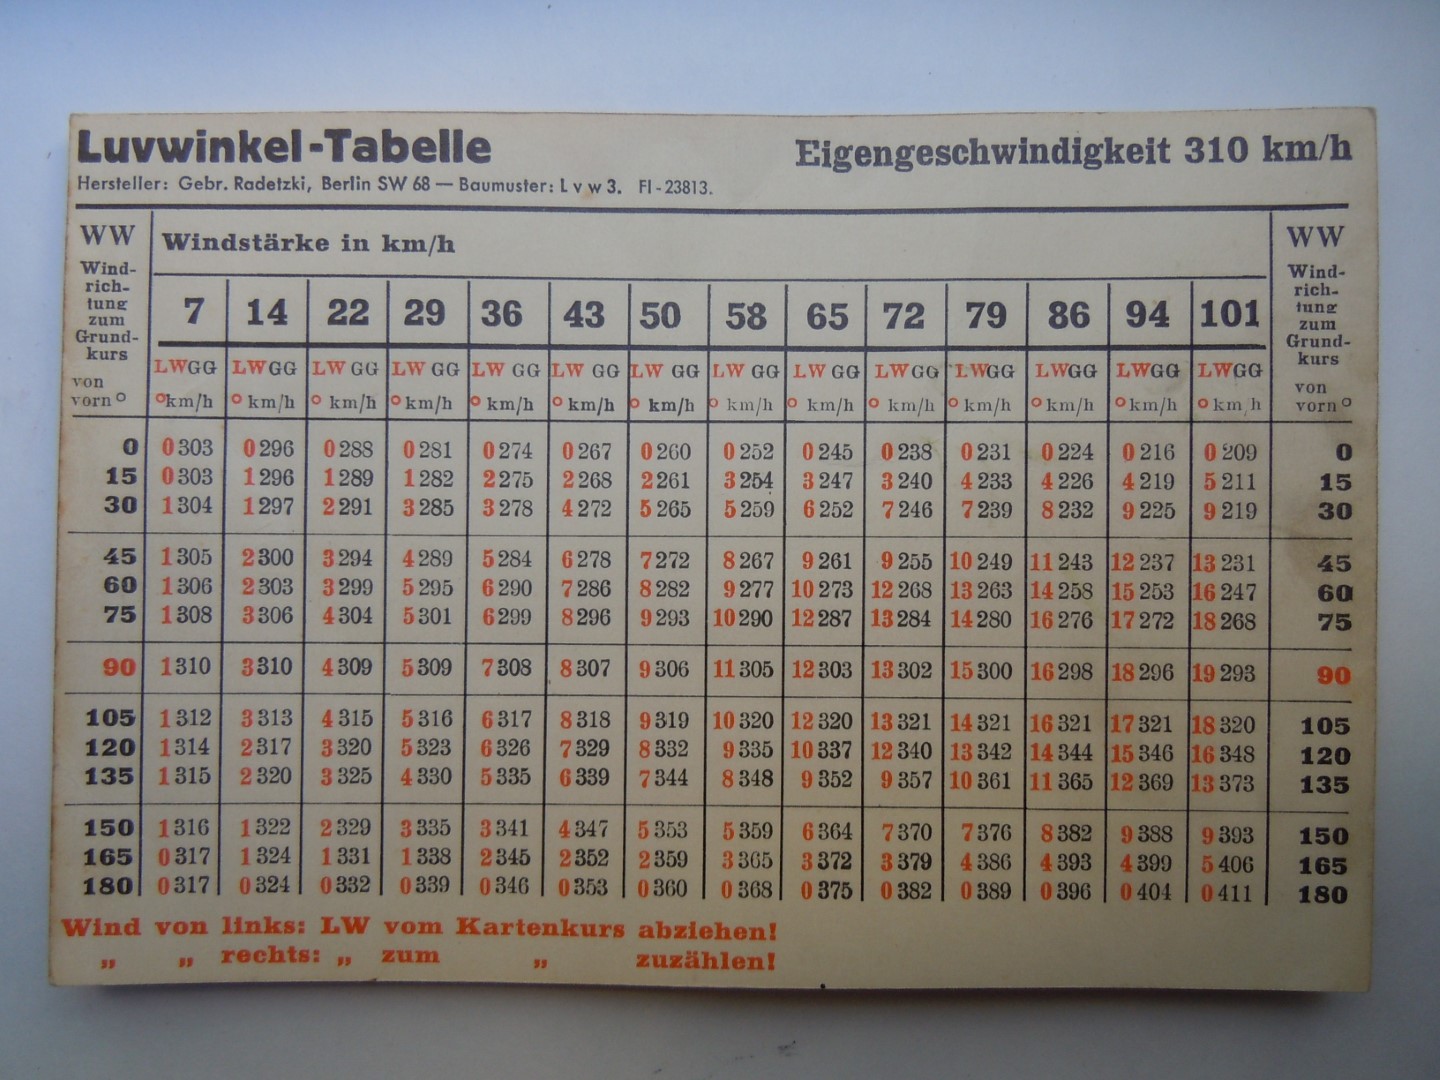 Luvwinkel-Tabelle Eigengeschwindigkeit 310 km/h
Hersteller: Gebr. Radetzki, Berlin SW 68 — Baumuster: L v w 3. Fl-23813.
WW Windstärke in km/h WW
Wind- Wind-
rich- rich-
tung tung
zum zum
Grund- Grund-
kurs kurs
von von
vorn ° vorn °
7 14 22 29 36 43 50 58 65 72 79 86 94 101
LW GG LW GG LW GG LW GG LW GG LW GG LW GG LW GG LW GG LW GG LW GG LW GG LW GG LW GG
° km/h ° km/h ° km/h ° km/h ° km/h ° km/h ° km/h ° km/h ° km/h ° km/h ° km/h ° km/h ° km/h ° km/h
0 0 303 0 296 0 288 0 281 0 274 0 267 0 260 0 252 0 245 0 238 0 231 0 224 0 216 0 209 0
15 0 303 1 296 1 289 1 282 2 275 2 268 2 261 3 254 3 247 3 240 4 233 4 226 4 219 5 211 15
30 1 304 1 297 2 291 3 285 3 278 4 272 5 265 5 259 6 252 7 246 7 239 8 232 9 225 9 219 30
45 1 305 2 300 3 294 4 289 5 284 6 278 7 272 8 267 9 261 9 255 10 249 11 243 12 237 13 231 45
60 1 306 2 303 3 299 5 295 6 290 7 286 8 282 9 277 10 273 12 268 13 263 14 258 15 253 16 247 60
75 1 308 3 306 4 304 5 301 6 299 8 296 9 293 10 290 12 287 13 284 14 280 16 276 17 272 18 268 75
90 1 310 3 310 4 309 5 309 7 308 8 307 9 306 11 305 12 303 13 302 15 300 16 298 18 296 19 293 90
105 1 312 3 313 4 315 5 316 6 317 8 318 9 319 10 320 12 320 13 321 14 321 16 321 17 321 18 320 105
120 1 314 2 317 3 320 5 323 6 326 7 329 8 332 9 335 10 337 12 340 13 342 14 344 15 346 16 348 120
135 1 315 2 320 3 325 4 330 5 335 6 339 7 344 8 348 9 352 9 357 10 361 11 365 12 369 13 373 135
150 1 316 1 322 2 329 3 335 3 341 4 347 5 353 5 359 6 364 7 370 7 376 8 382 9 388 9 393 150
165 0 317 1 324 1 331 1 338 2 345 2 352 2 359 3 365 3 372 3 379 4 386 4 393 4 399 5 406 165
180 0 317 0 324 0 332 0 339 0 346 0 353 0 360 0 368 0 375 0 382 0 389 0 396 0 404 0 411 180
Wind von links: LW vom Kartenkurs abziehen!
„ „ rechts: „ zum „ zuzählen!